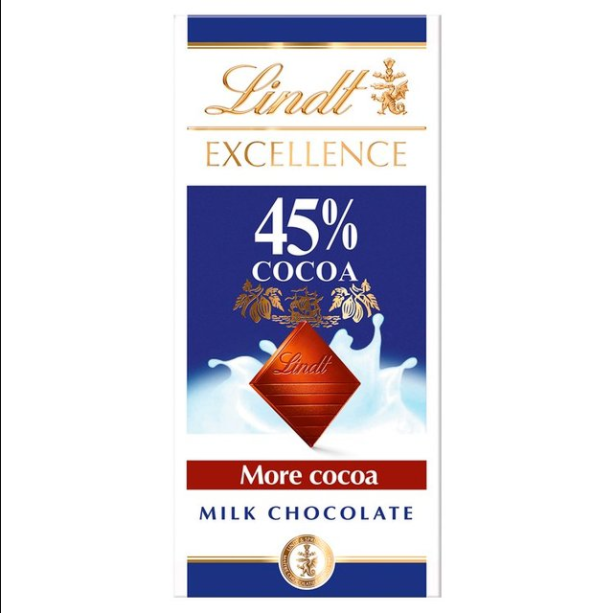 Lindt
EXCELLENCE
45%
COCOA
Lindt
More cocoa
MILK CHOCOLATE